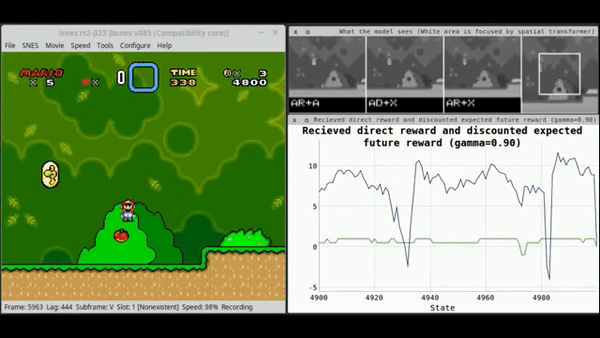 lsnes rr2-β23 [bsnes v085 (Compatibility core)]
File SNES Movie Speed Tools Configure Help
MARIO
x 5
x
0
TIME
338
x 3
4800
Frame: 5963 Lag: 444 Subframe: V Slot: 1 [Nonexistent] Speed: 98% Recording
What the model sees (White area is focused by spatial transformer)
AR+A
AD+X
AR+X
Recieved direct reward and discounted expected future reward (gamma=0.90)
Recieved direct reward and discounted expected
future reward (gamma=0.90)
10
5
0
-5
4900
4920
4940
4960
4980
State